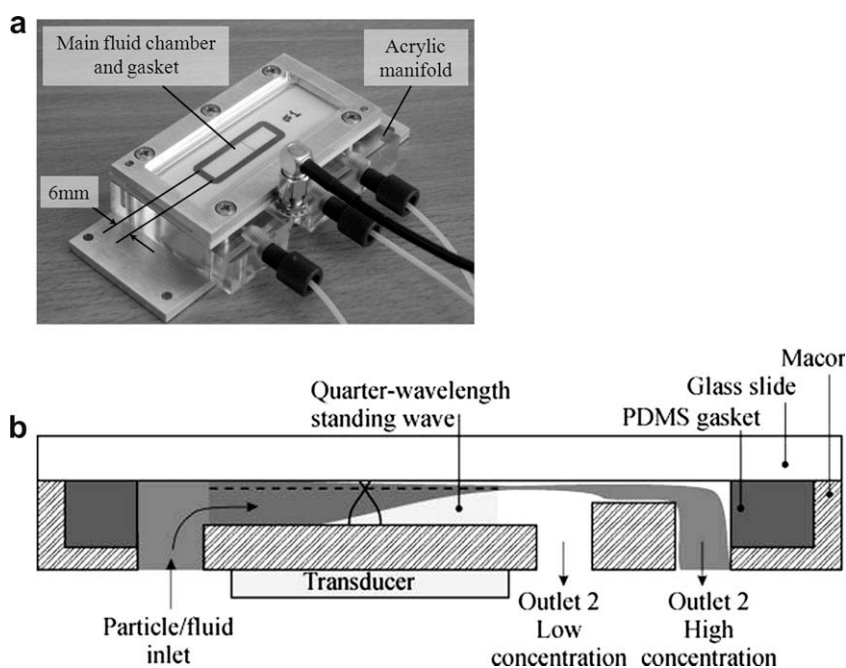 a
Main fluid chamber
and gasket
Acrylic
manifold
#1
6mm
b
Quarter-wavelength
standing wave
Macor
Glass slide
PDMS gasket
Transducer
Particle/fluid
inlet
Outlet 2
Low
concentration
Outlet 2
High
concentration